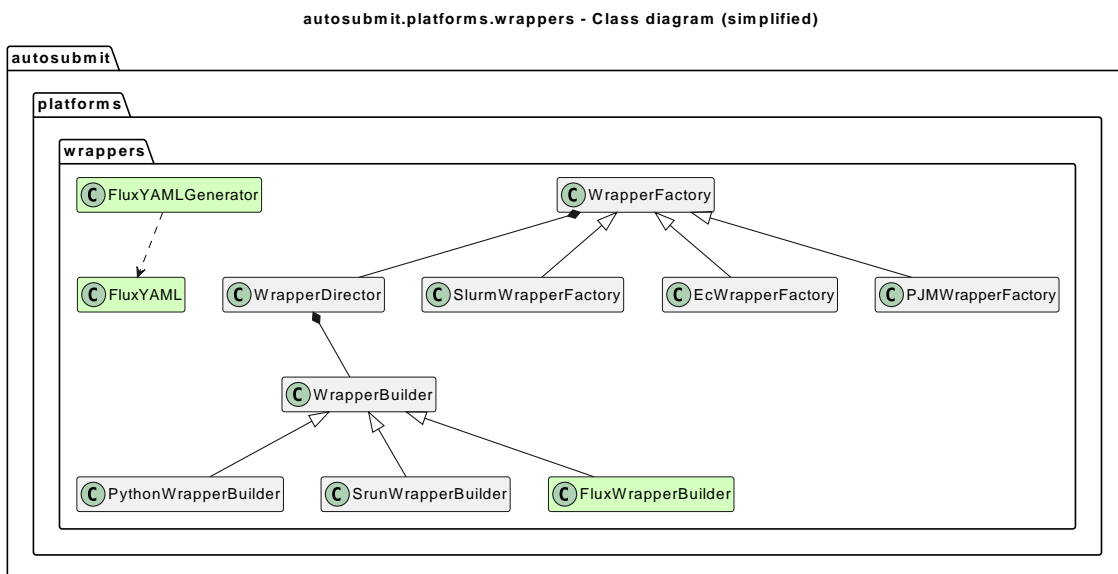 autosubmit.platforms.wrappers - Class diagram (simplified)
autosubmit
platforms
wrappers
C FluxYAMLGenerator
C WrapperFactory
C FluxYAML
C WrapperDirector
C SlurmWrapperFactory
C EcWrapperFactory
C PJMWrapperFactory
C WrapperBuilder
C PythonWrapperBuilder
C SrunWrapperBuilder
C FluxWrapperBuilder